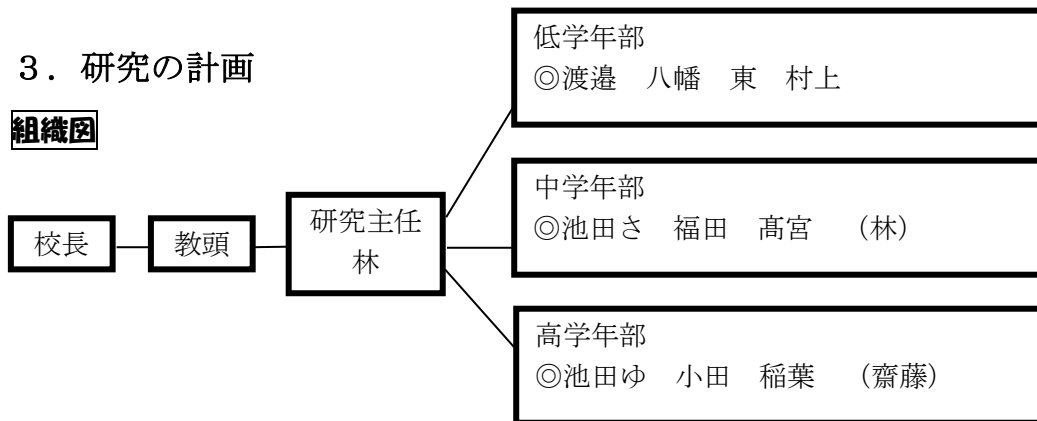 ３．研究の計画
組織図
校長
教頭
研究主任
林
低学年部
◎渡邉　八幡　東　村上
中学年部
◎池田さ　福田　髙宮　（林）
高学年部
◎池田ゆ　小田　稲葉　（齋藤）